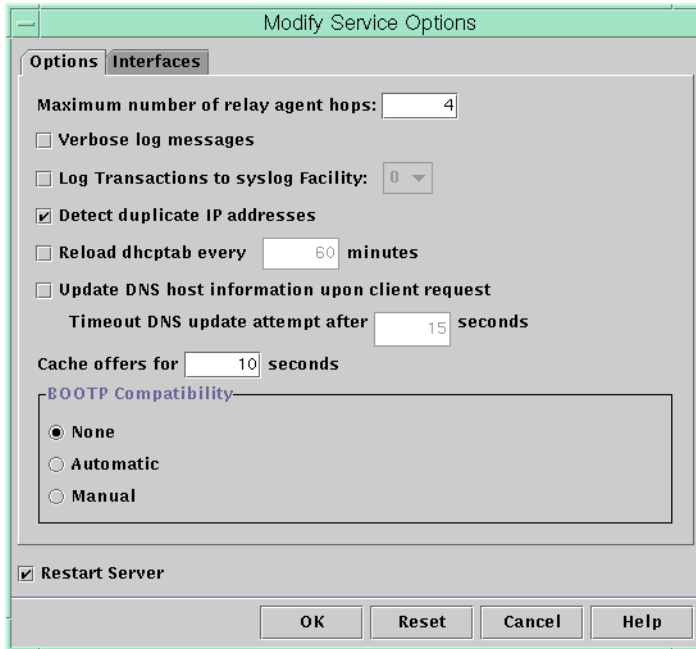 Modify Service Options
Options Interfaces
Maximum number of relay agent hops: 4
Verbose log messages
Log Transactions to syslog Facility: 0
Detect duplicate IP addresses
Reload dhcptab every 60 minutes
Update DNS host information upon client request
Timeout DNS update attempt after 15 seconds
Cache offers for 10 seconds
BOOTP Compatibility
None
Automatic
Manual
Restart Server
OK Reset Cancel Help